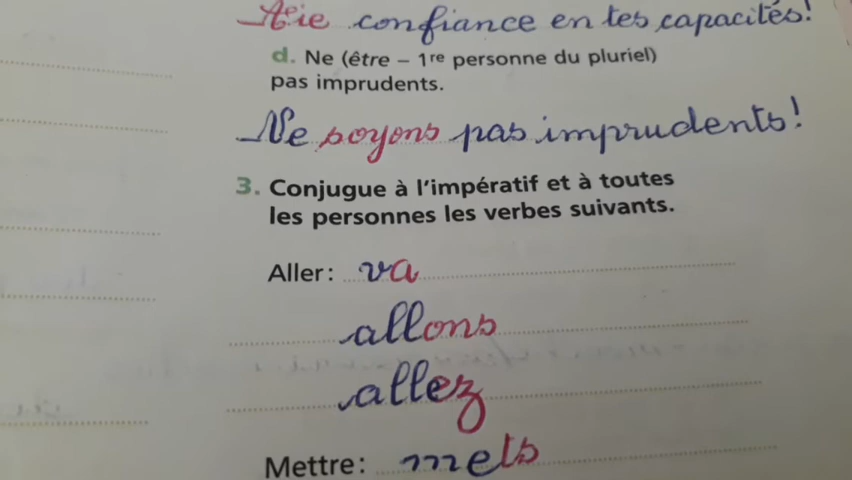 Aie confiance en tes capacités!
d. Ne (être – 1re personne du pluriel)
pas imprudents.
Ne soyons pas imprudents!
3. Conjugue à l'impératif et à toutes
les personnes les verbes suivants.
Aller: va
allons
allez
Mettre: mets